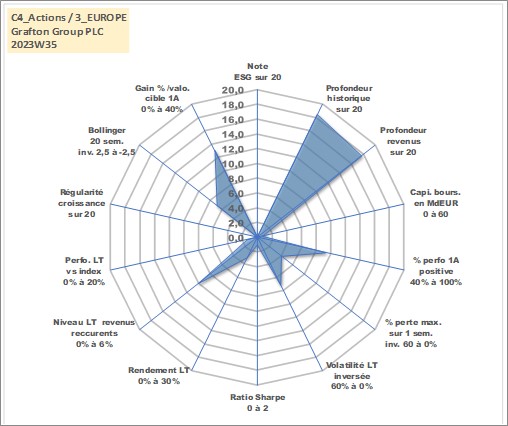 C4_Actions / 3_EUROPE
Grafton Group PLC
2023W35
Note
ESG sur 20
Profondeur
historique
sur 20
Profondeur
revenus
sur 20
Capi. bours.
en MdEUR
0 à 60
% perfo 1A
positive
40% à 100%
% perte max.
sur 1 sem.
inv. 60 à 0%
Volatilité LT
inversée
60% à 0%
Ratio Sharpe
0 à 2
Rendement LT
0% à 30%
Niveau LT revenus
reccurents
0% à 6%
Perfo. LT
vs index
0% à 20%
Régularité
croissance
sur 20
Bollinger
20 sem.
inv. 2,5 à -2,5
Gain % /valo.
cible 1A
0% à 40%
20,0
18,0
16,0
14,0
12,0
10,0
8,0
6,0
4,0
2,0
0,0